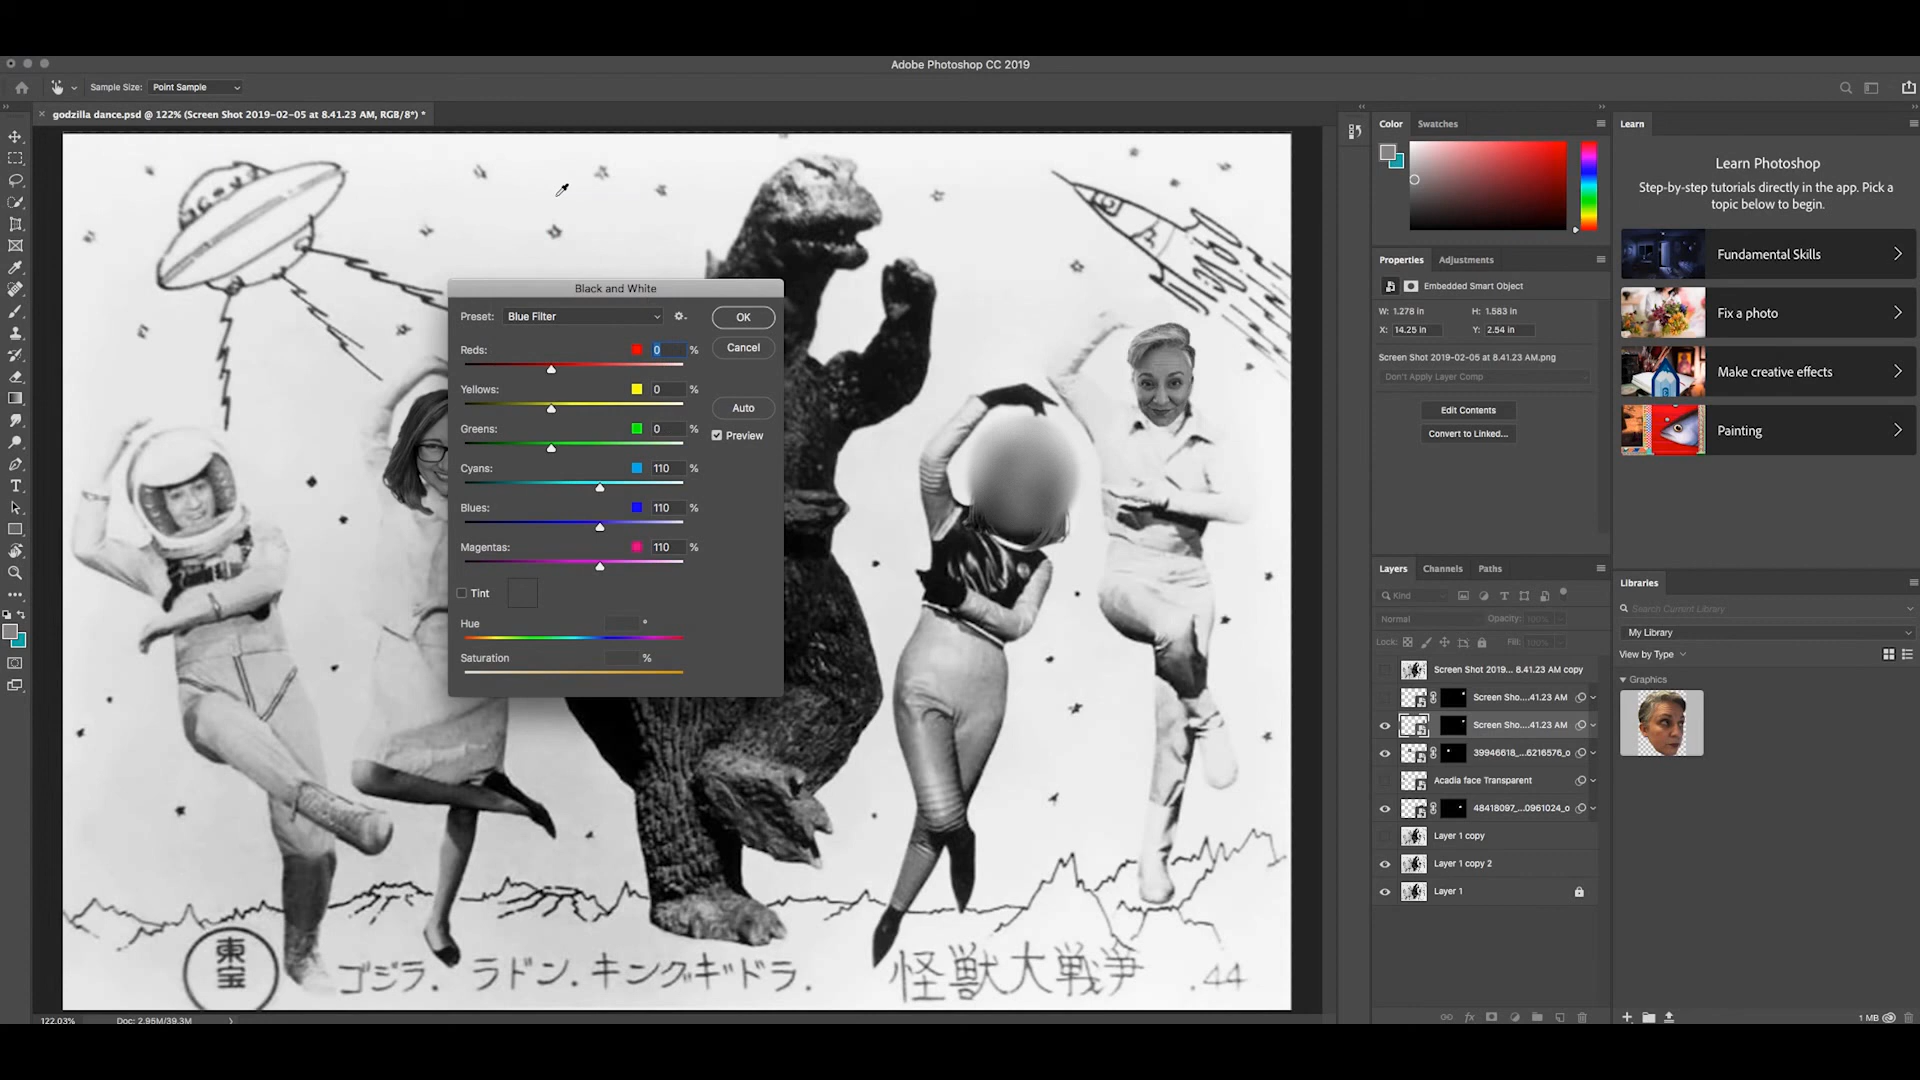 Adobe Photoshop CC 2019
Sample Size: Point Sample
godzilla dance.psd @ 122% (Screen Shot 2019-02-05 at 8.41.23 AM, RGB/8*) *
Black and White
Preset: Blue Filter
OK
Reds: 0 %
Cancel
Yellows: 0 %
Auto
Greens: 0 %
Preview
Cyans: 110 %
Blues: 110 %
Magentas: 110 %
Tint
Hue °
Saturation %
東宝
ゴジラ. ラドン. キングギドラ.
怪獣大戦争 .44
122.03% Doc: 2.95M/39.3M
Color Swatches
Properties Adjustments
Embedded Smart Object
W: 1.278 in H: 1.583 in
X: 14.25 in Y: 2.54 in
Screen Shot 2019-02-05 at 8.41.23 AM.png
Don't Apply Layer Comp
Edit Contents
Convert to Linked...
Layers Channels Paths
Kind
Normal Opacity: 100%
Lock: Fill: 100%
Screen Shot 2019... 8.41.23 AM copy
Screen Sho....41.23 AM
Screen Sho....41.23 AM
39946618_...6216576_o
Acadia face Transparent
48418097_...0961024_o
Layer 1 copy
Layer 1 copy 2
Layer 1
Learn
Learn Photoshop
Step-by-step tutorials directly in the app. Pick a
topic below to begin.
Fundamental Skills
Fix a photo
Make creative effects
Painting
Libraries
Search Current Library
My Library
View by Type
Graphics
1 MB